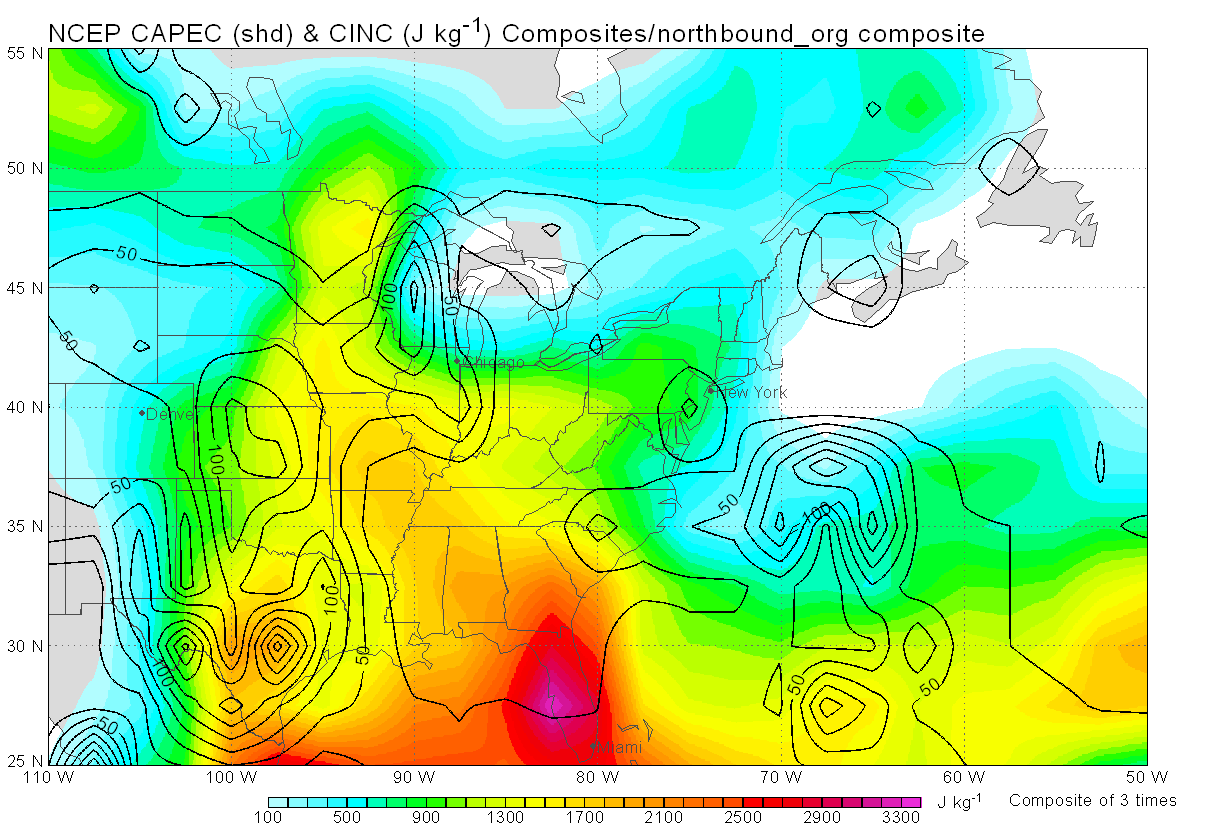 NCEP CAPEC (shd) & CINC (J kg-1) Composites/northbound_org composite
55 N
50 N
50
45 N
100
50
50
Chicago
New York
Denver
40 N
100
50
50
100
35 N
100
30 N
50
100
50
50
50
Miami
25 N
110 W 100 W 90 W 80 W 70 W 60 W 50 W
J kg-1 Composite of 3 times
100 500 900 1300 1700 2100 2500 2900 3300